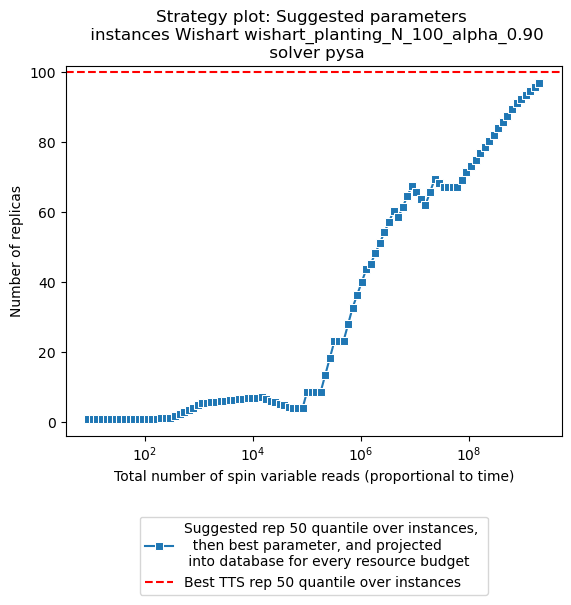 Strategy plot: Suggested parameters
instances Wishart wishart_planting_N_100_alpha_0.90
solver pysa
100
80
60
40
20
0
Number of replicas
10^2
10^4
10^6
10^8
Total number of spin variable reads (proportional to time)
Suggested rep 50 quantile over instances,
then best parameter, and projected
into database for every resource budget
Best TTS rep 50 quantile over instances